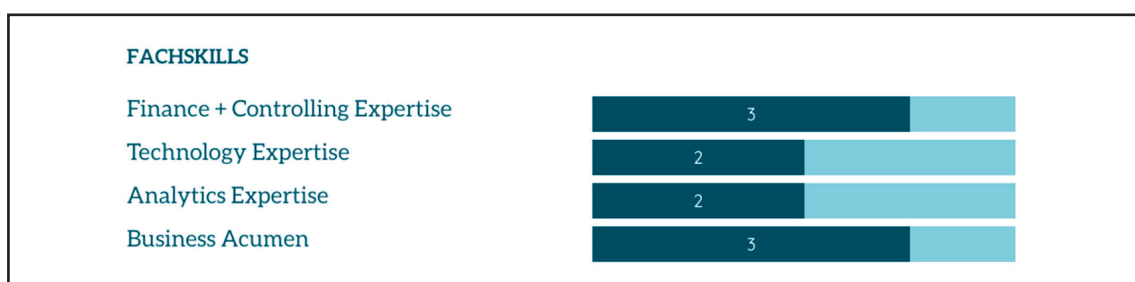 FACHSKILLS
Finance + Controlling Expertise 3
Technology Expertise 2
Analytics Expertise 2
Business Acumen 3